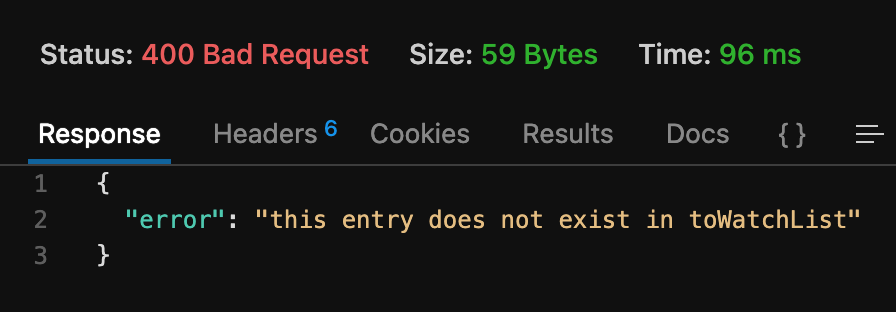 Status: 400 Bad Request Size: 59 Bytes Time: 96 ms
Response Headers 6 Cookies Results Docs { }
1 {
2 "error": "this entry does not exist in toWatchList"
3 }